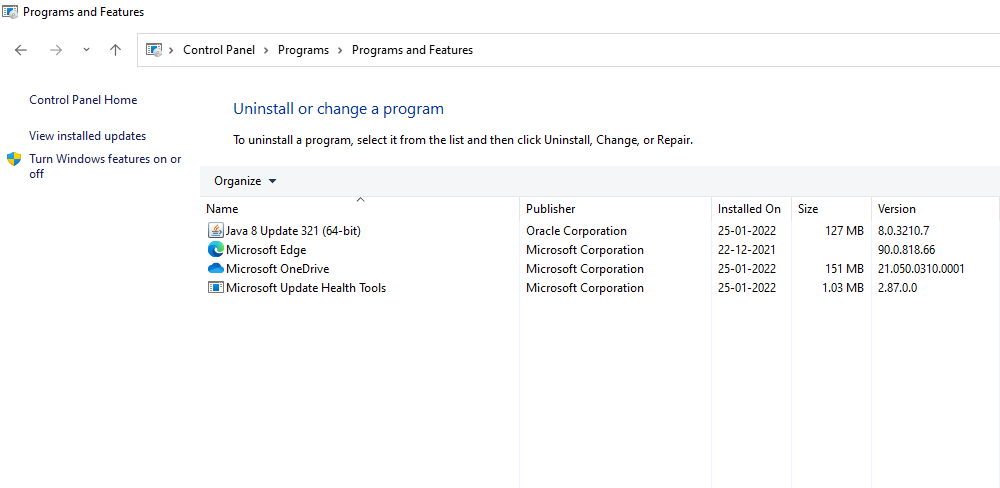 Programs and Features
Control Panel Programs Programs and Features
Control Panel Home
View installed updates
Turn Windows features on or
off
Uninstall or change a program
To uninstall a program, select it from the list and then click Uninstall, Change, or Repair.
Organize
Name Publisher Installed On Size Version
Java 8 Update 321 (64-bit) Oracle Corporation 25-01-2022 127 MB 8.0.3210.7
Microsoft Edge Microsoft Corporation 22-12-2021 90.0.818.66
Microsoft OneDrive Microsoft Corporation 25-01-2022 151 MB 21.050.0310.0001
Microsoft Update Health Tools Microsoft Corporation 25-01-2022 1.03 MB 2.87.0.0